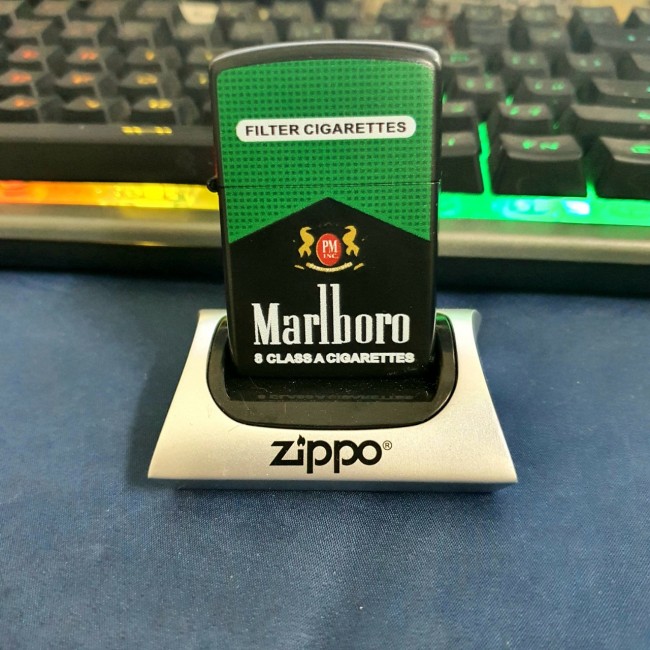 FILTER CIGARETTES
PM
INC.
Marlboro
8 CLASS A CIGARETTES
zippo®